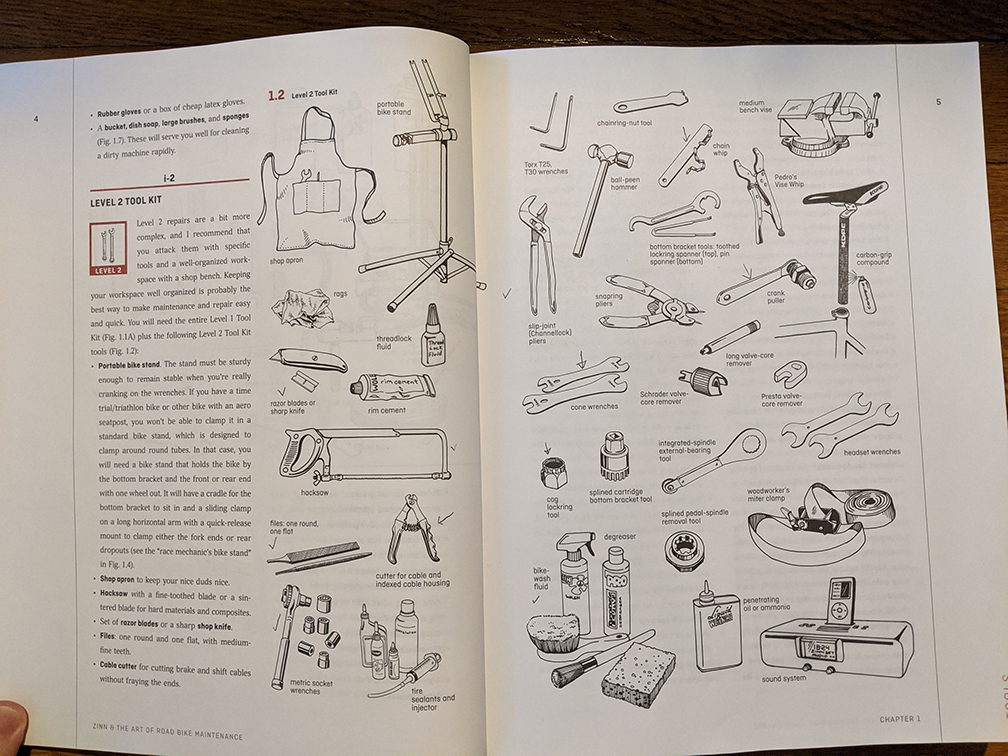 4
• Rubber gloves or a box of cheap latex gloves.
• A bucket, dish soap, large brushes, and sponges
(Fig. 1.7). These will serve you well for cleaning
a dirty machine rapidly.
i-2
LEVEL 2 TOOL KIT
LEVEL 2
Level 2 repairs are a bit more
complex, and I recommend that
you attack them with specific
tools and a well-organized work-
space with a shop bench. Keeping
your workspace well organized is probably the
best way to make maintenance and repair easy
and quick. You will need the entire Level 1 Tool
Kit (Fig. 1.1A) plus the following Level 2 Tool Kit
tools (Fig. 1.2):
• Portable bike stand. The stand must be sturdy
enough to remain stable when you're really
cranking on the wrenches. If you have a time
trial/triathlon bike or other bike with an aero
seatpost, you won't be able to clamp it in a
standard bike stand, which is designed to
clamp around round tubes. In that case, you
will need a bike stand that holds the bike by
the bottom bracket and the front or rear end
with one wheel out. It will have a cradle for the
bottom bracket to sit in and a sliding clamp
on a long horizontal arm with a quick-release
mount to clamp either the fork ends or rear
dropouts (see the "race mechanic's bike stand"
in Fig. 1.4).
• Shop apron to keep your nice duds nice.
• Hacksaw with a fine-toothed blade or a sin-
tered blade for hard materials and composites.
• Set of razor blades or a sharp shop knife.
• Files: one round and one flat, with medium-
fine teeth.
• Cable cutter for cutting brake and shift cables
without fraying the ends.
ZINN & THE ART OF ROAD BIKE MAINTENANCE
1.2 Level 2 Tool Kit
portable
bike stand
shop apron
rags
threadlock
fluid
Thread
Lock
Fluid
razor blades or
sharp knife
rim cement
rim cement
hacksaw
files: one round,
one flat
cutter for cable and
indexed cable housing
metric socket
wrenches
tire
sealants and
injector
5
Torx T25,
T30 wrenches
chainring-nut tool
medium
bench vise
ball-peen
hammer
chain
whip
Pedro's
Vise Whip
bottom bracket tools: toothed
lockring spanner (top), pin
spanner (bottom)
KORE
KORE
carbon-grip
compound
slip-joint
(Channellock)
pliers
snapring
pliers
crank
puller
long valve-core
remover
cone wrenches
Schrader valve-
core remover
Presta valve-
core remover
headset wrenches
cog
lockring
tool
splined cartridge
bottom bracket tool
integrated-spindle
external-bearing
tool
splined pedal-spindle
removal tool
woodworker's
miter clamp
bike-
wash
fluid
degreaser
Liquid
Wrench
penetrating
oil or ammonia
sound system
CHAPTER 1